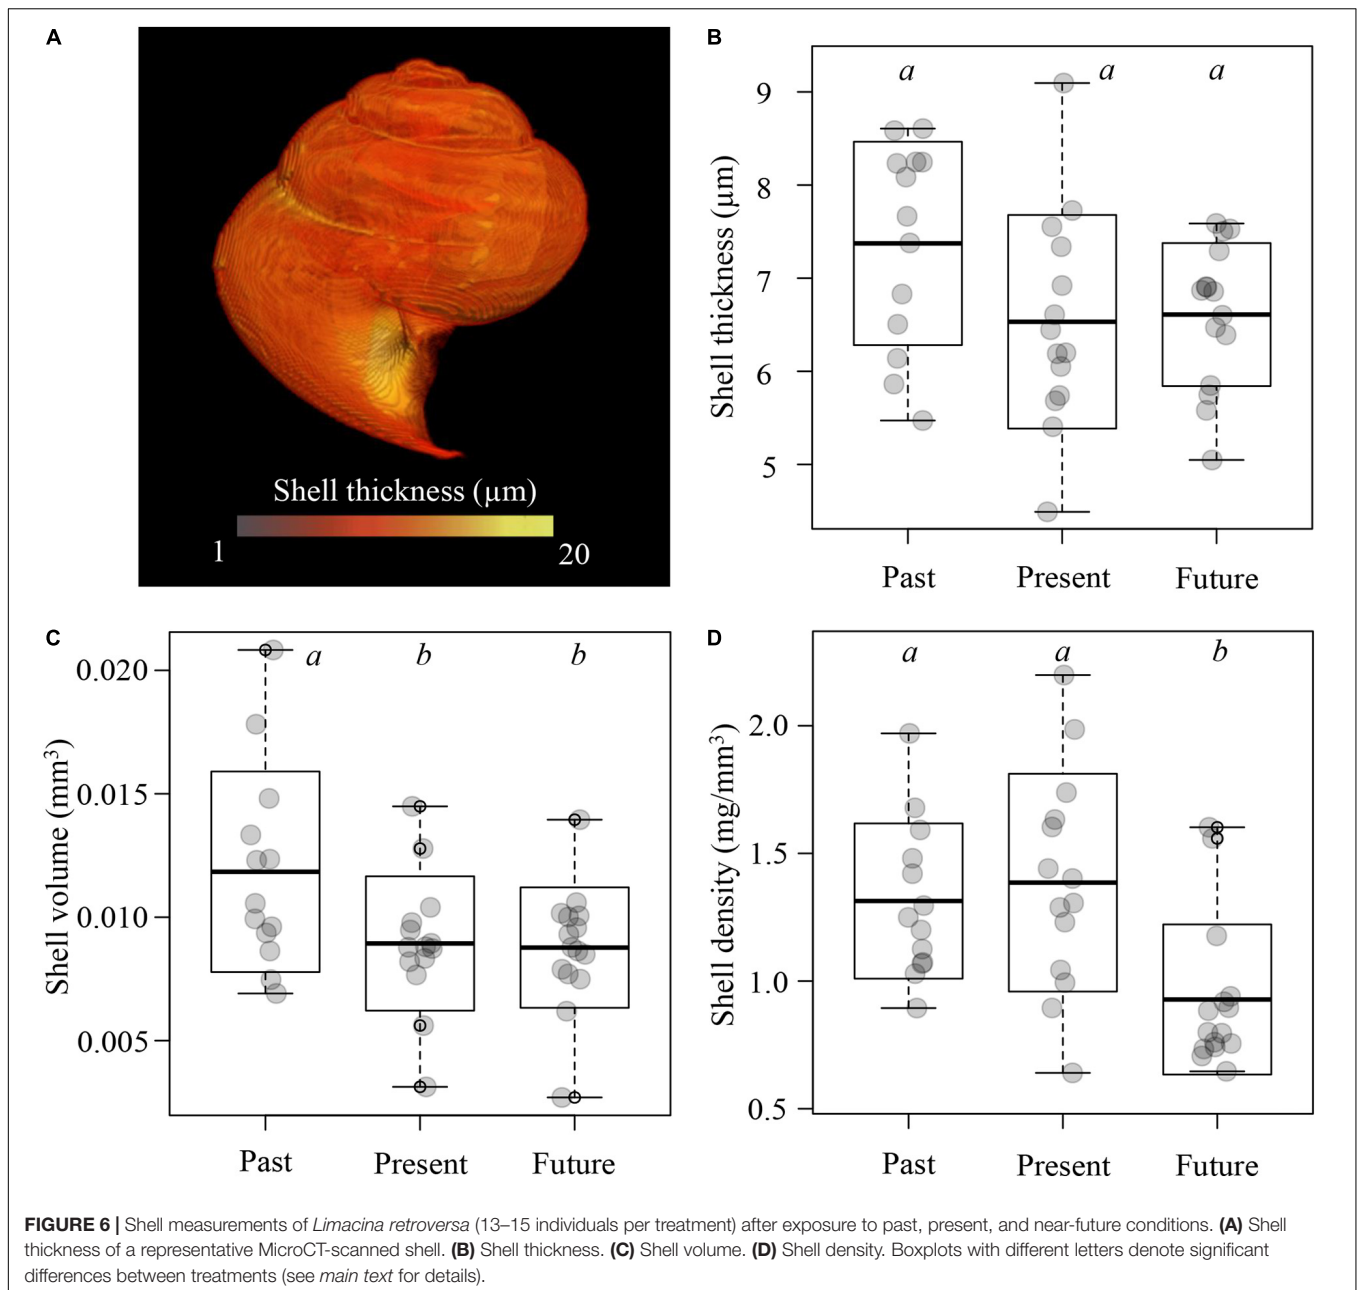 A
Shell thickness (µm)
1
20
B
a
a
a
9
8
7
6
5
Shell thickness (µm)
Past
Present
Future
C
a
b
b
0.020
0.015
0.010
0.005
Shell volume (mm³)
Past
Present
Future
D
a
a
b
2.0
1.5
1.0
0.5
Shell density (mg/mm³)
Past
Present
Future
FIGURE 6 | Shell measurements of Limacina retroversa (13–15 individuals per treatment) after exposure to past, present, and near-future conditions. (A) Shell
thickness of a representative MicroCT-scanned shell. (B) Shell thickness. (C) Shell volume. (D) Shell density. Boxplots with different letters denote significant
differences between treatments (see main text for details).